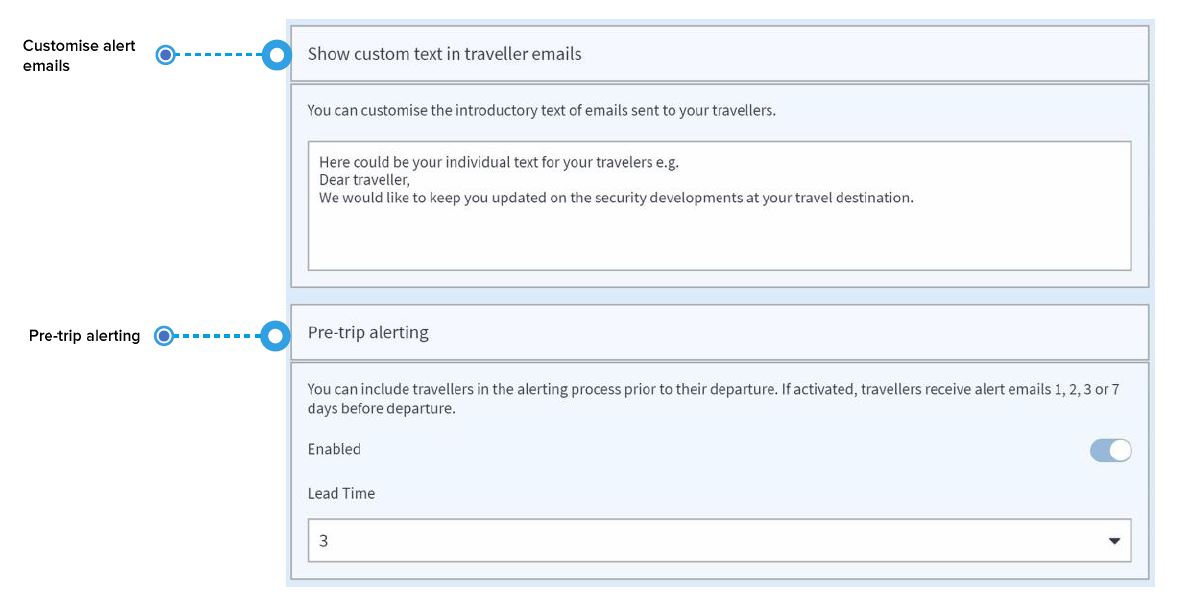 Customise alert
emails
Show custom text in traveller emails
You can customise the introductory text of emails sent to your travellers.
Here could be your individual text for your travelers e.g.
Dear traveller,
We would like to keep you updated on the security developments at your travel destination.
Pre-trip alerting
Pre-trip alerting
You can include travellers in the alerting process prior to their departure. If activated, travellers receive alert emails 1, 2, 3 or 7
days before departure.
Enabled
Lead Time
3